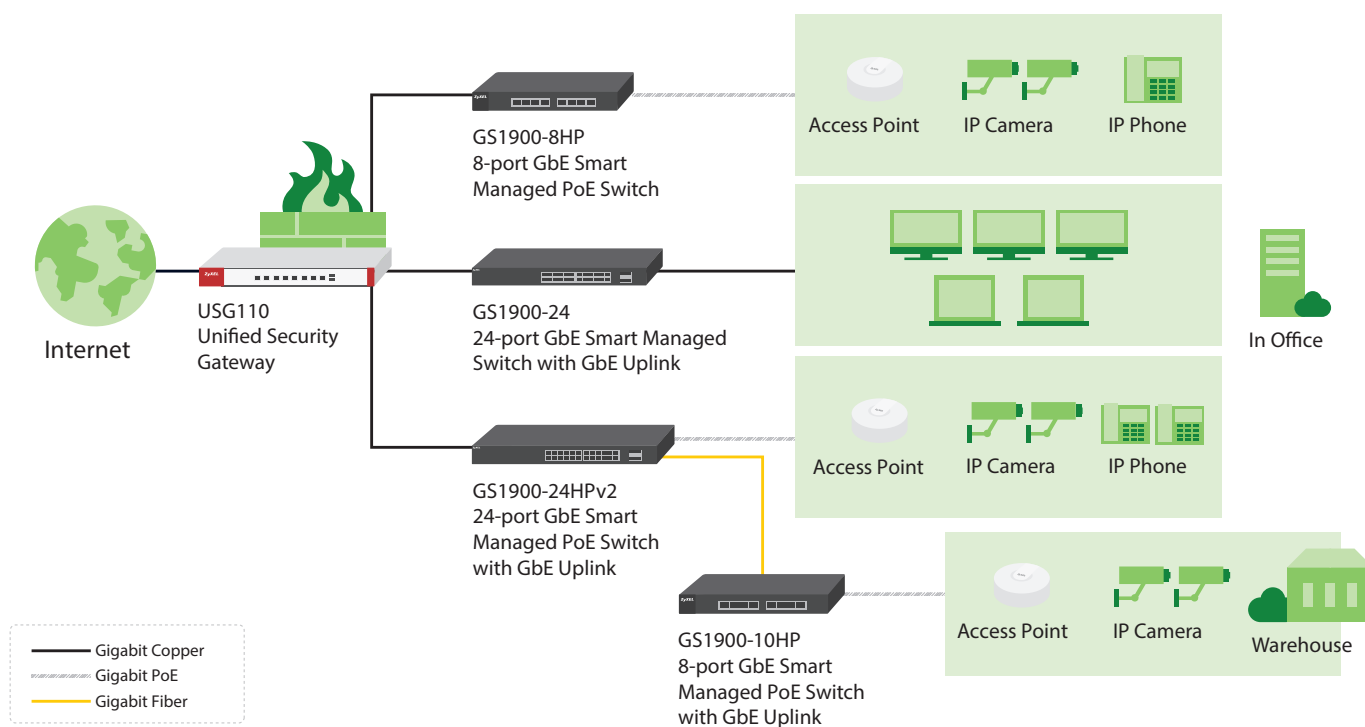 ZyXEL
GS1900-8HP
8-port GbE Smart
Managed PoE Switch
Access Point
IP Camera
IP Phone
Internet
ZyXEL
USG110
Unified Security
Gateway
GS1900-24
24-port GbE Smart Managed
Switch with GbE Uplink
In Office
GS1900-24HPv2
24-port GbE Smart
Managed PoE Switch
with GbE Uplink
Access Point
IP Camera
IP Phone
ZyXEL
GS1900-10HP
8-port GbE Smart
Managed PoE Switch
with GbE Uplink
Access Point
IP Camera
Warehouse
Gigabit Copper
Gigabit PoE
Gigabit Fiber